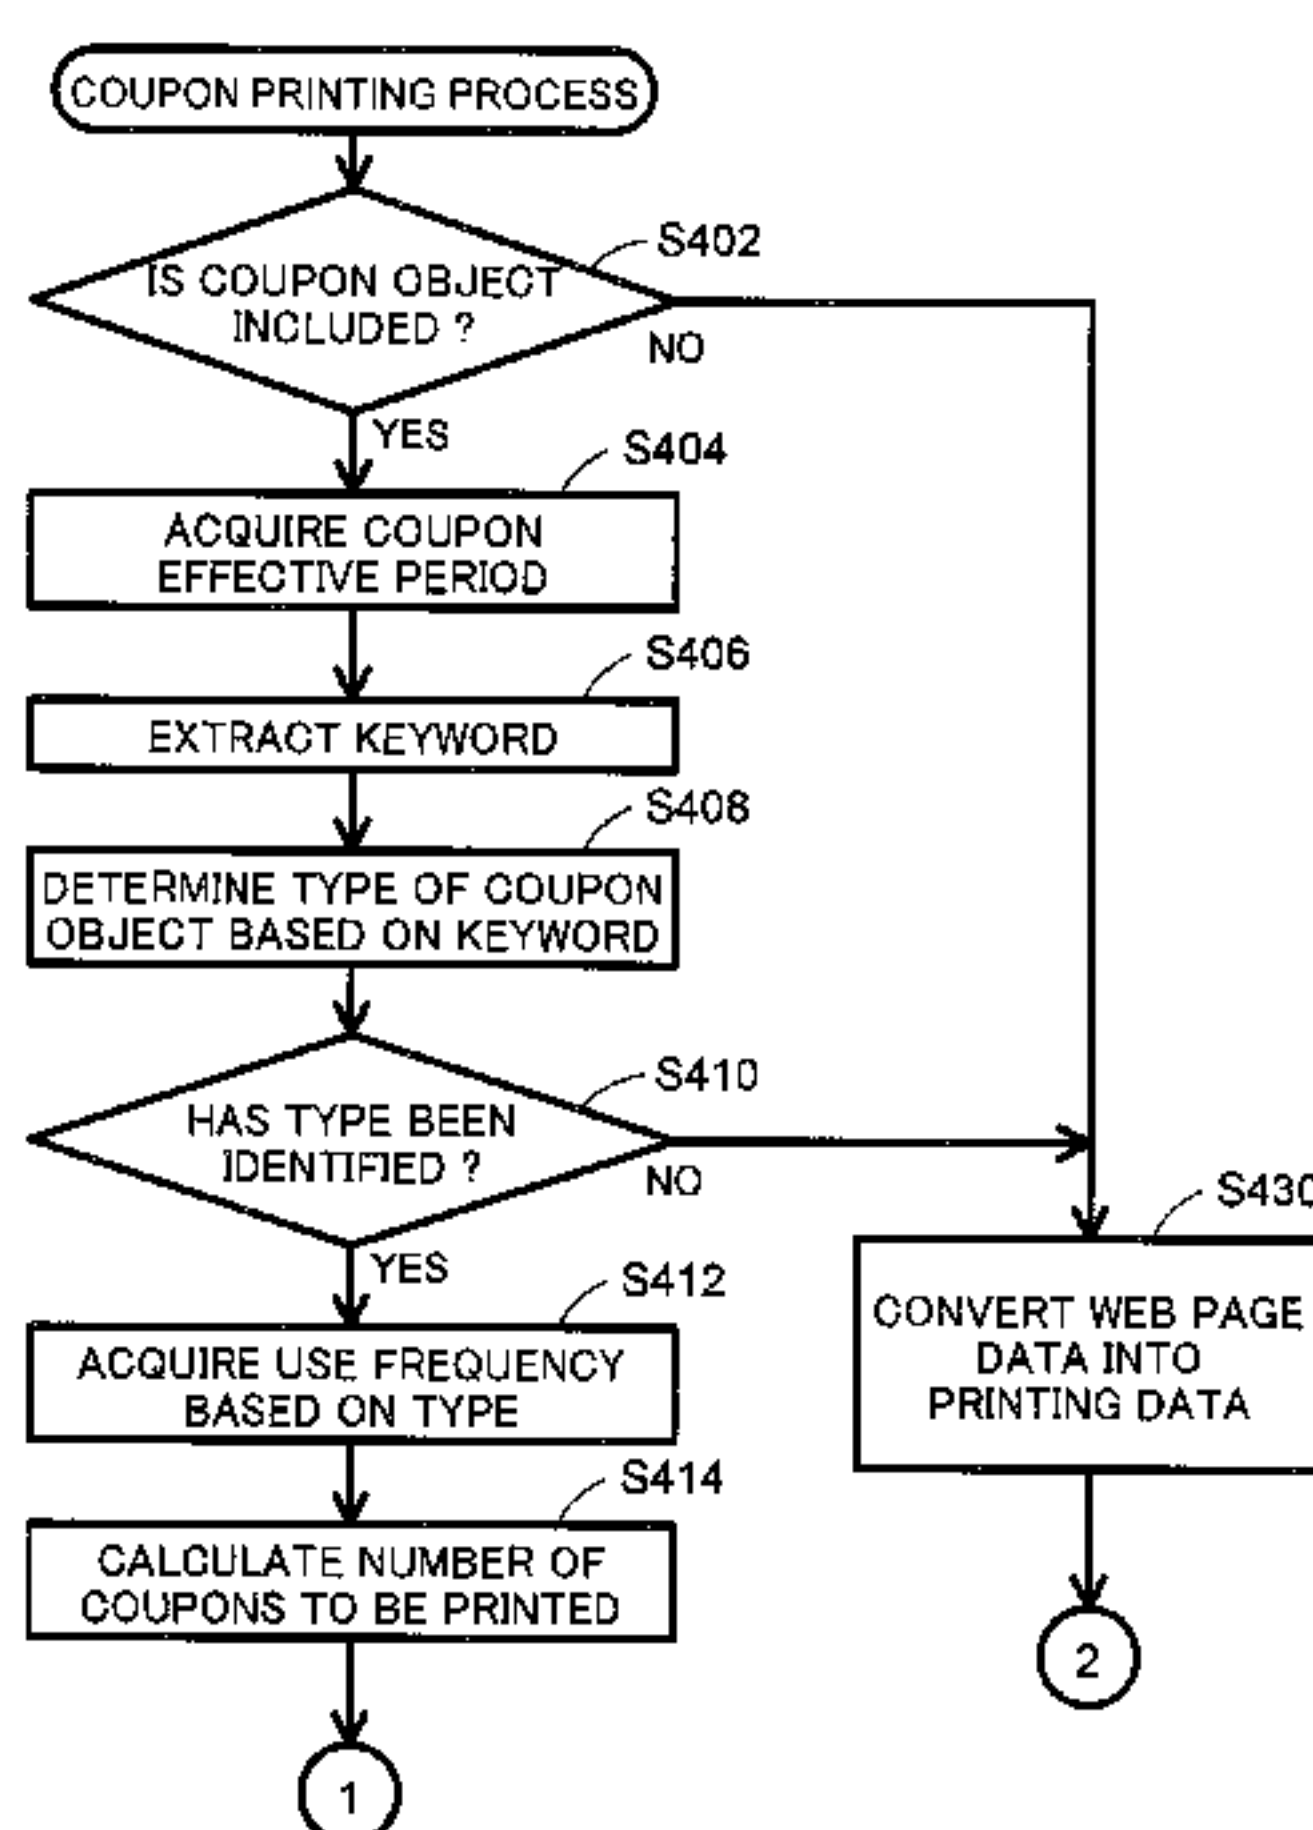 COUPON PRINTING PROCESS
S402
IS COUPON OBJECT
INCLUDED ?
NO
YES
S404
ACQUIRE COUPON
EFFECTIVE PERIOD
S406
EXTRACT KEYWORD
S408
DETERMINE TYPE OF COUPON
OBJECT BASED ON KEYWORD
S410
HAS TYPE BEEN
IDENTIFIED ?
NO
YES
S412
ACQUIRE USE FREQUENCY
BASED ON TYPE
S414
CALCULATE NUMBER OF
COUPONS TO BE PRINTED
1
S430
CONVERT WEB PAGE
DATA INTO
PRINTING DATA
2